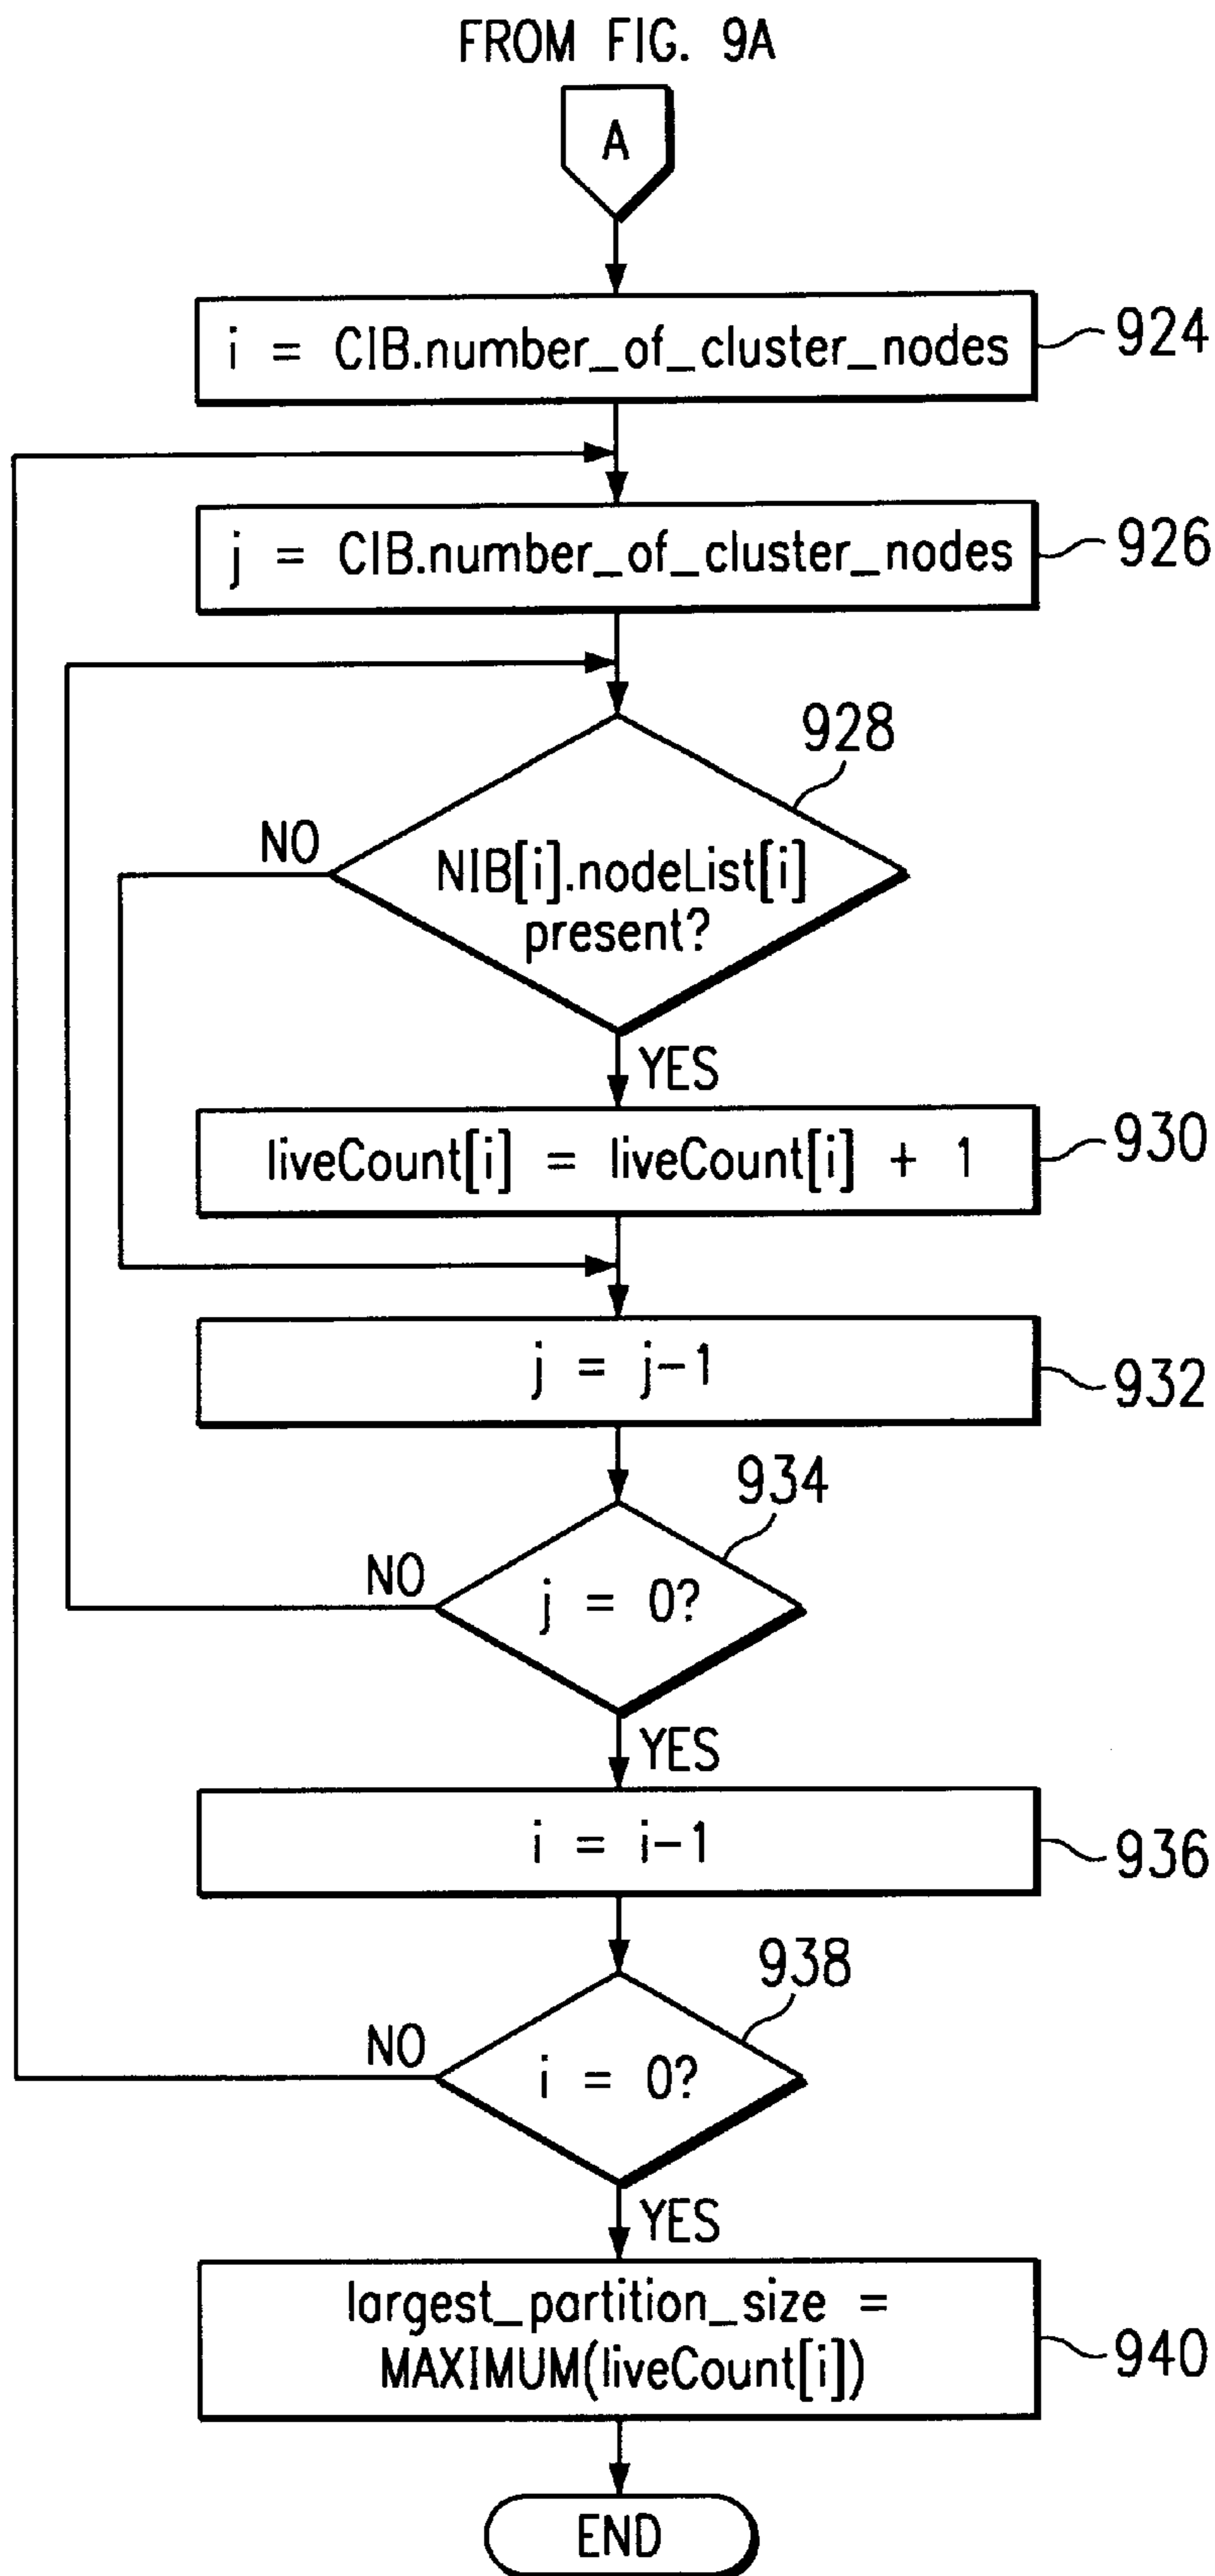 FROM FIG. 9A
A
i = CIB.number_of_cluster_nodes
924
j = CIB.number_of_cluster_nodes
926
928
NO
NIB[i].nodeList[i]
present?
YES
liveCount[i] = liveCount[i] + 1
930
j = j-1
932
934
NO
j = 0?
YES
i = i-1
936
938
NO
i = 0?
YES
largest_partition_size =
MAXIMUM(liveCount[i])
940
END